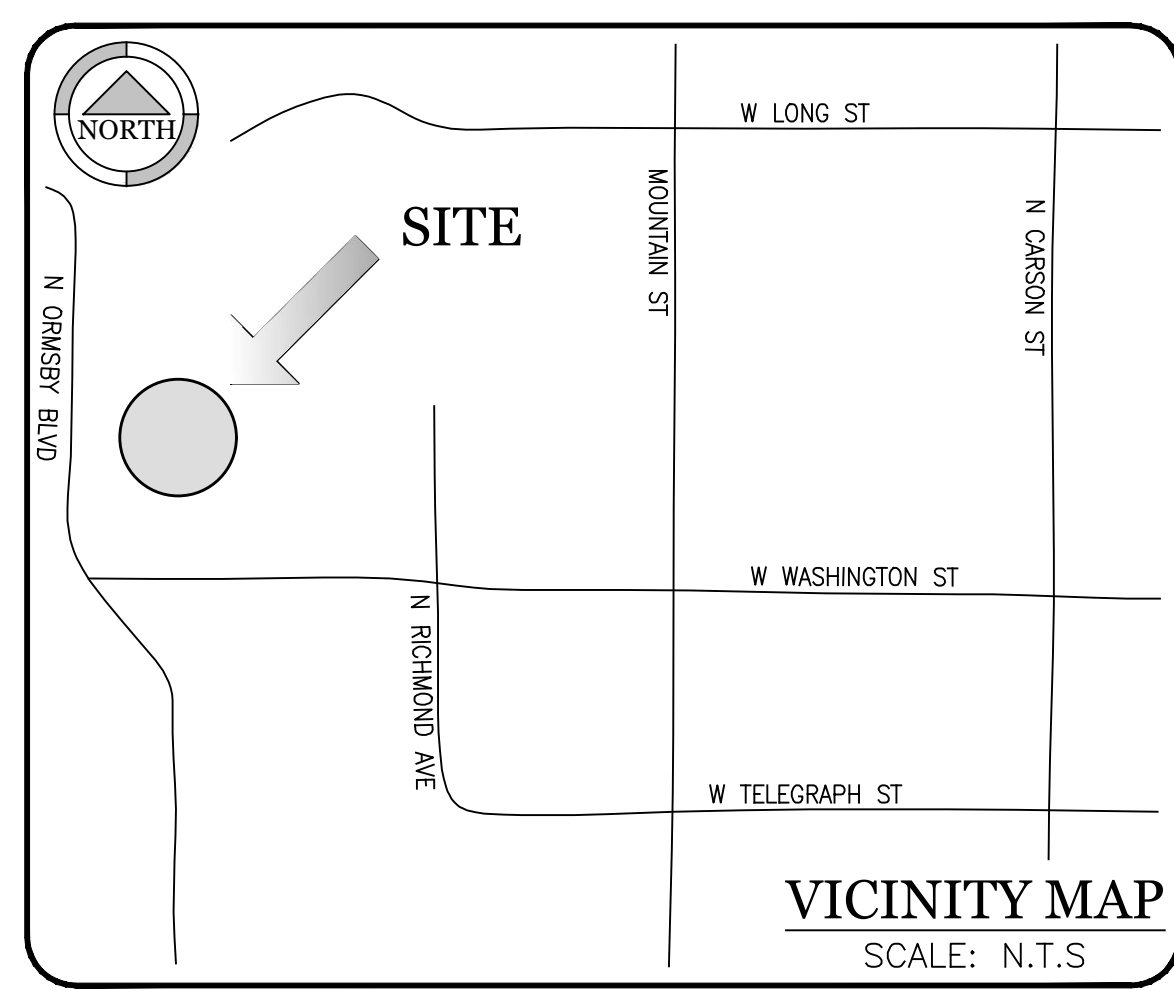 NORTH
W LONG ST
MOUNTAIN ST
N CARSON ST
SITE
N ORMSBY BLVD
W WASHINGTON ST
N RICHMOND AVE
W TELEGRAPH ST
VICINITY MAP
SCALE: N.T.S